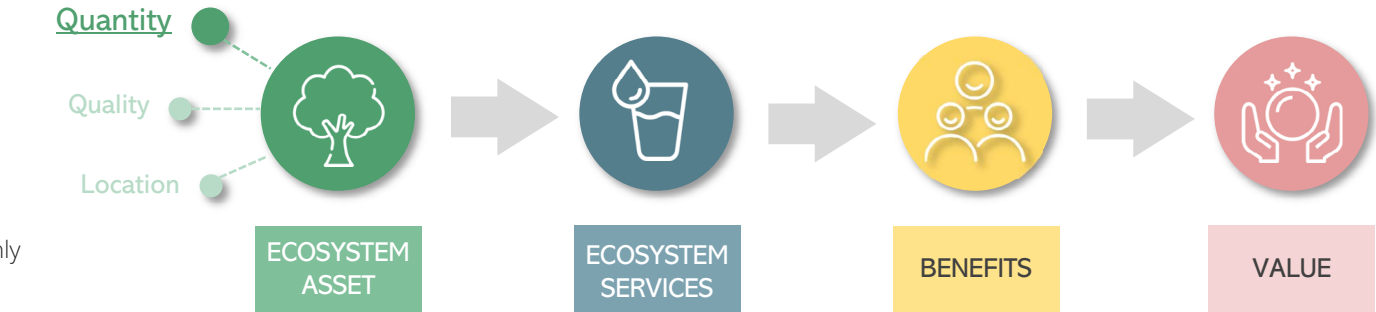 Quantity
Quality
Location
ECOSYSTEM
ASSET
ECOSYSTEM
SERVICES
BENEFITS
VALUE